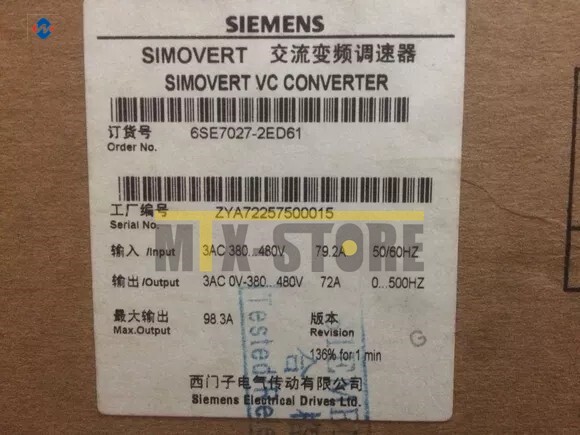 SIEMENS
SIMOVERT 交流变频调速器
SIMOVERT VC CONVERTER
订货号 6SE7027-2ED61
Order No.
工厂编号 ZYA72257500015
Serial No.
输入 /Input 3AC 380...480V 79.2A 50/60HZ
MTX-STORE
输出 /Output 3AC 0V-380...480V 72A 0...500HZ
最大输出 98.3A 版本
Max.Output Revision
136% for 1 min
Tested
合格
西门子电气传动有限公司
Siemens Electrical Drives Ltd.
G